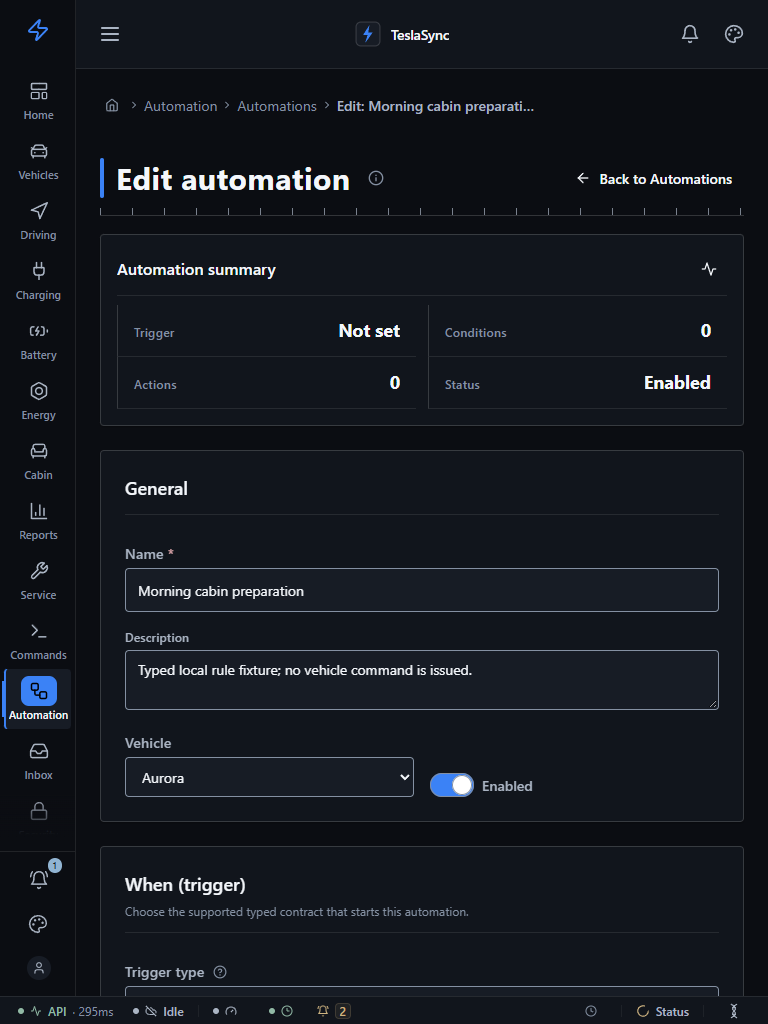 TeslaSync
Home
Vehicles
Driving
Charging
Battery
Energy
Cabin
Reports
Service
Commands
Automation
Inbox
1
Automation
Automations
Edit: Morning cabin preparati...
Edit automation
Back to Automations
Automation summary
Trigger
Not set
Conditions
0
Actions
0
Status
Enabled
General
Name *
Morning cabin preparation
Description
Typed local rule fixture; no vehicle command is issued.
Vehicle
Aurora
Enabled
When (trigger)
Choose the supported typed contract that starts this automation.
Trigger type
API · 295ms
Idle
2
Status